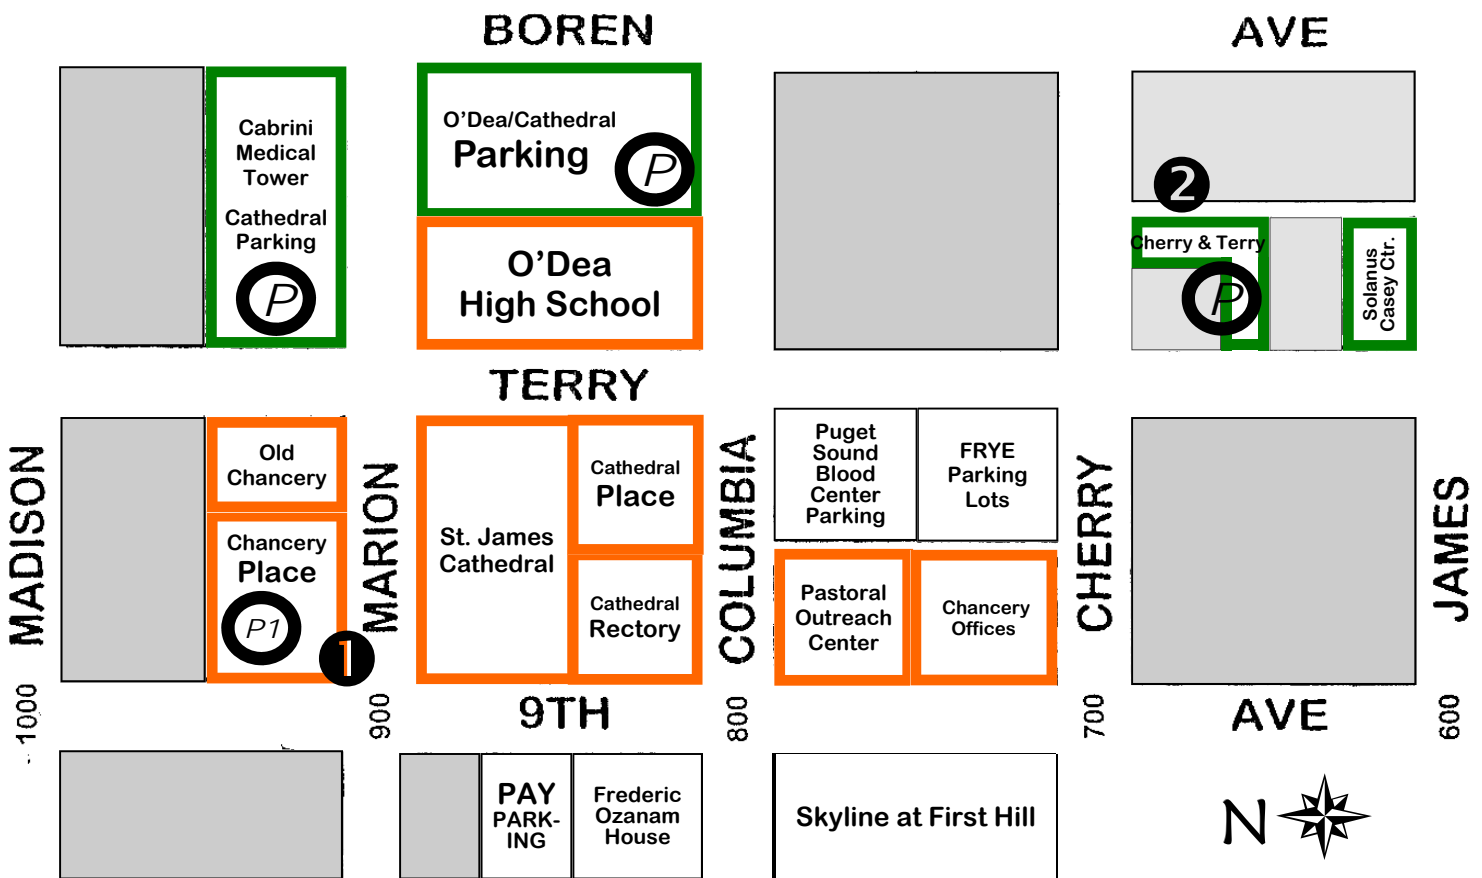 BOREN AVE
Cabrini
Medical
Tower
Cathedral
Parking
P
O’Dea/Cathedral
Parking
P
O’Dea
High School
2
Cherry & Terry
P
Solanus
Casey Ctr.
TERRY
MADISON
Old
Chancery
Chancery
Place
P1
1
MARION
St. James
Cathedral
Cathedral
Place
Cathedral
Rectory
COLUMBIA
Puget
Sound
Blood
Center
Parking
FRYE
Parking
Lots
Pastoral
Outreach
Center
Chancery
Offices
CHERRY
JAMES
1000
900
9TH AVE
800
700
600
PAY
PARK-
ING
Frederic
Ozanam
House
Skyline at First Hill
N